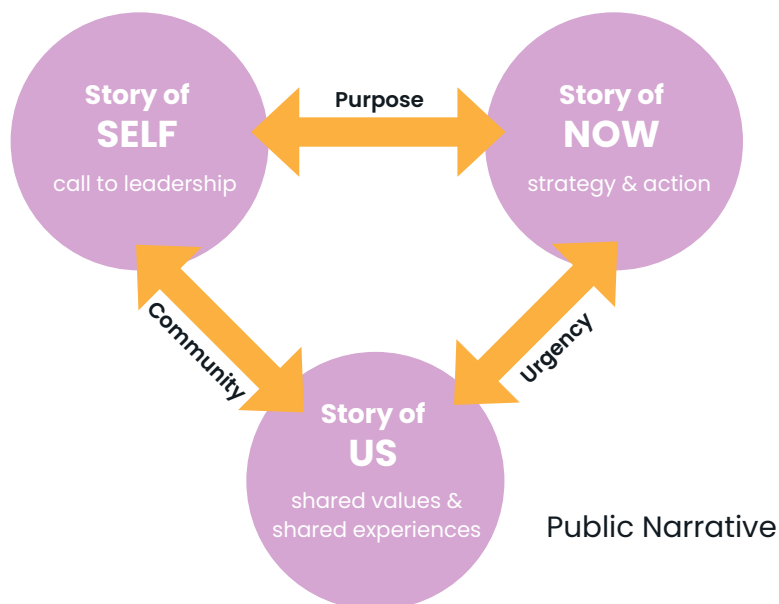 Story of
SELF
call to leadership
Purpose
Story of
NOW
strategy & action
Community
Urgency
Story of
US
shared values &
shared experiences
Public Narrative